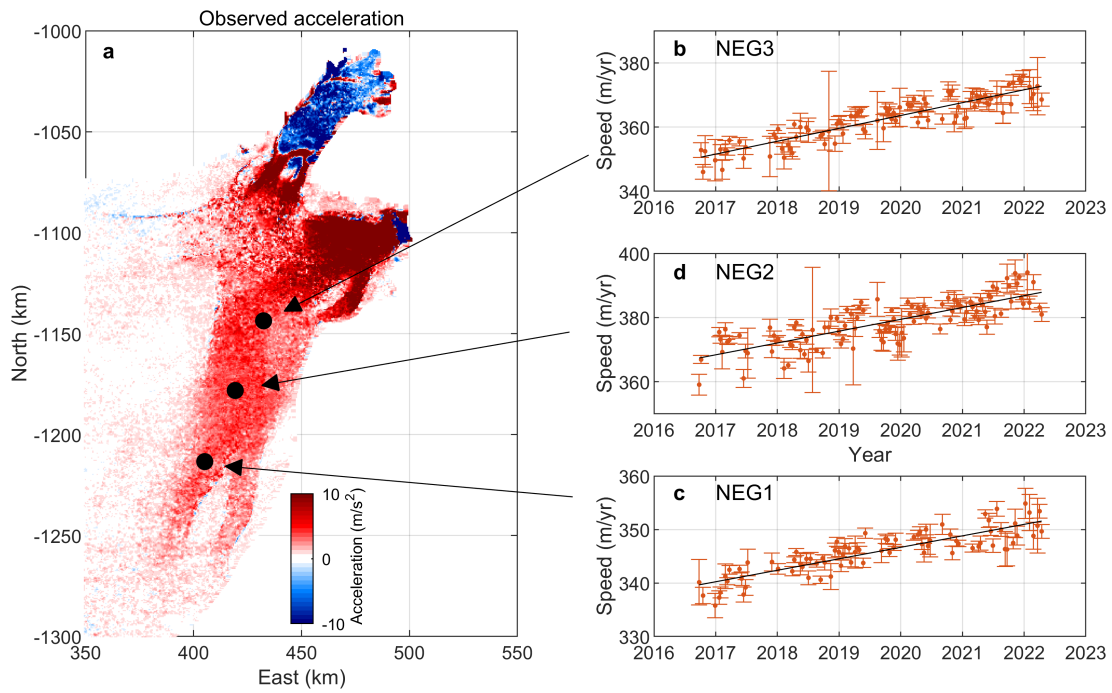 Observed acceleration
a
-1000
-1050
-1100
-1150
-1200
-1250
-1300
North (km)
350
400
450
500
550
East (km)
10
0
-10
Acceleration (m/s²)
b NEG3
380
360
340
Speed (m/yr)
2016 2017 2018 2019 2020 2021 2022 2023
d NEG2
400
380
360
Speed (m/yr)
2016 2017 2018 2019 2020 2021 2022 2023
Year
c NEG1
360
350
340
330
Speed (m/yr)
2016 2017 2018 2019 2020 2021 2022 2023